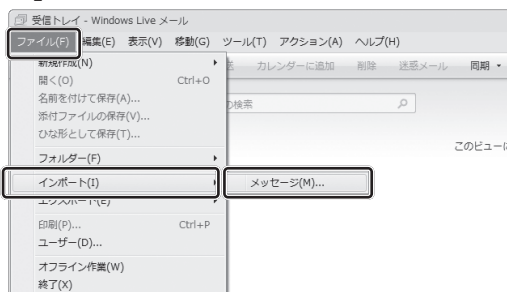 受信トレイ - Windows Live メール
ファイル(F) 編集(E) 表示(V) 移動(G) ツール(T) アクション(A) ヘルプ(H)
新規作成(N)
カレンダーに追加 削除 迷惑メール 同期
開く(O) Ctrl+O
名前を付けて保存(A)...
の検索
添付ファイルの保存(V)...
ひな形として保存(T)...
このビューに
フォルダー(F)
インポート(I) メッセージ(M)...
エクスポート(E)
印刷(P)... Ctrl+P
ユーザー(D)...
オフライン作業(W)
終了(X)